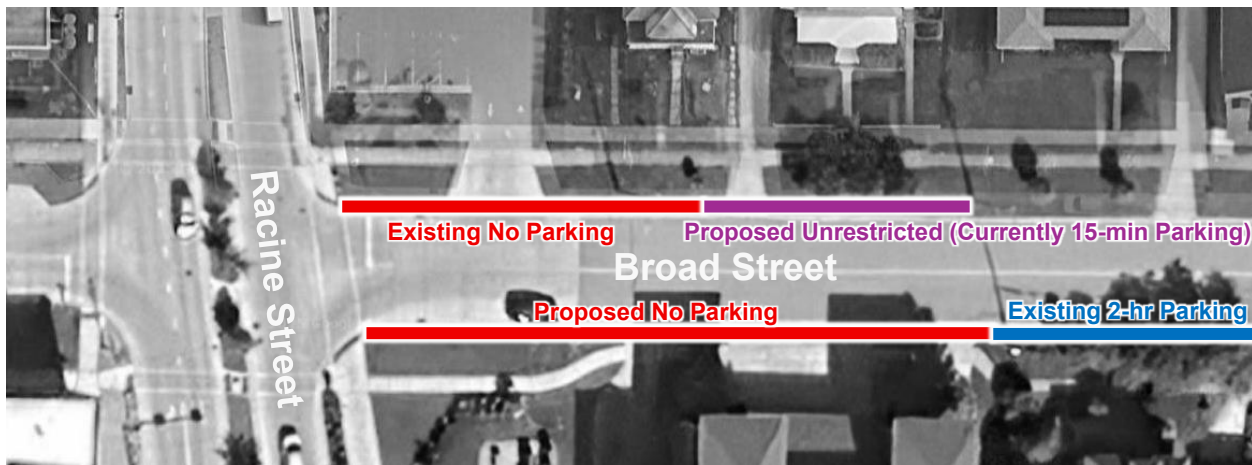 Existing No Parking
Proposed Unrestricted (Currently 15-min Parking)
Racine Street
Broad Street
Proposed No Parking
Existing 2-hr Parking